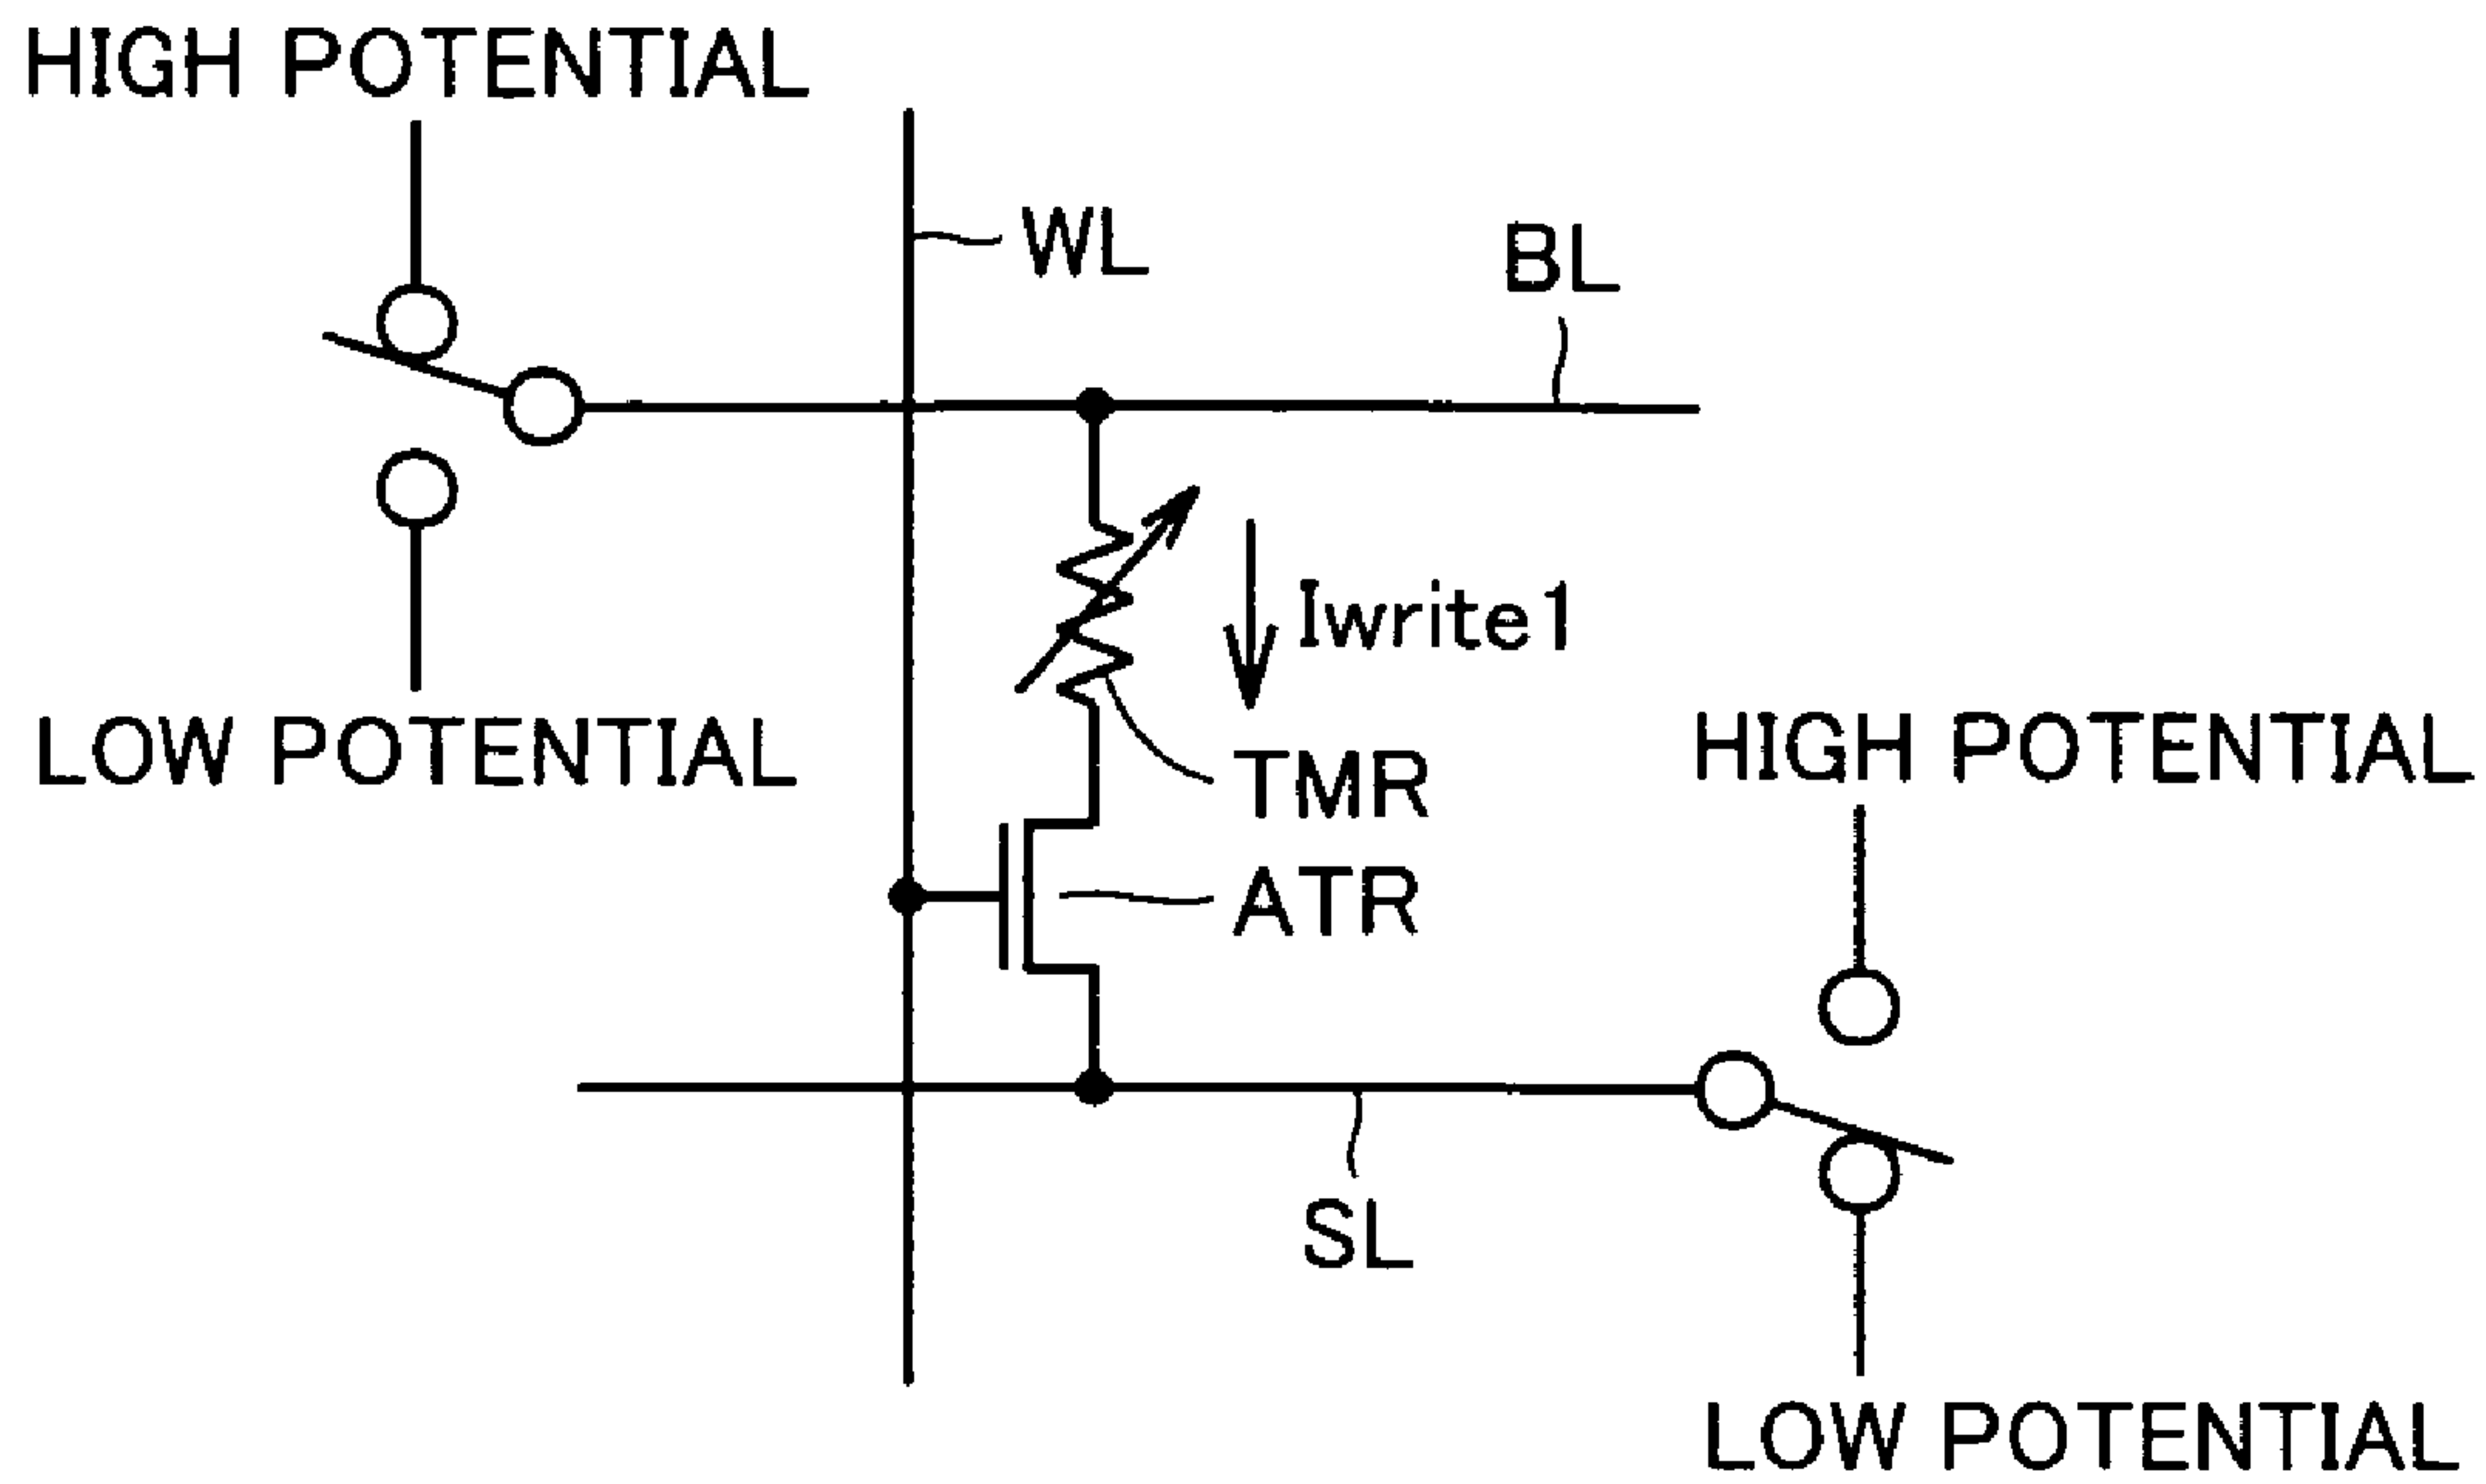 HIGH POTENTIAL
WL
BL
Iwrite1
LOW POTENTIAL
HIGH POTENTIAL
TMR
ATR
SL
LOW POTENTIAL